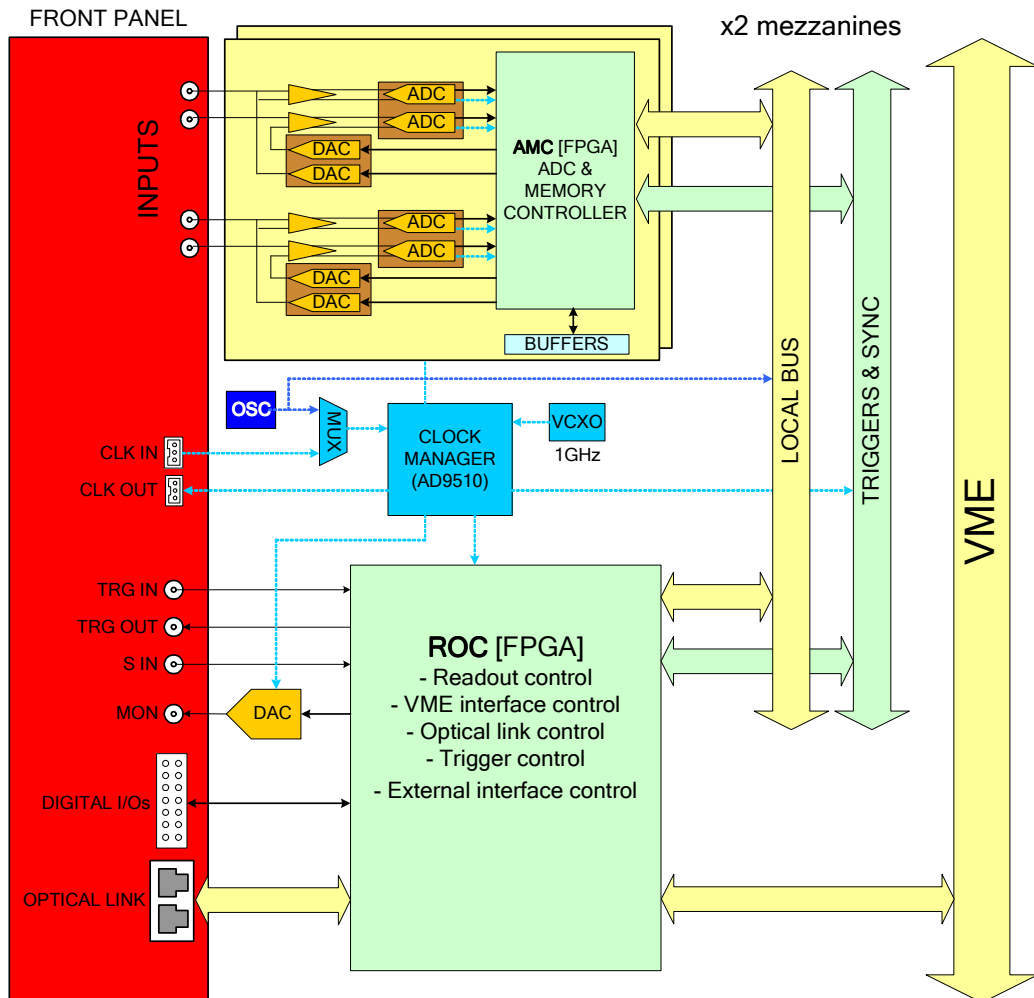 FRONT PANEL
x2 mezzanines
INPUTS
ADC
ADC
DAC
DAC
ADC
ADC
DAC
DAC
AMC [FPGA]
ADC &
MEMORY
CONTROLLER
BUFFERS
LOCAL BUS
TRIGGERS & SYNC
VME
OSC
MUX
CLOCK
MANAGER
(AD9510)
VCXO
1GHz
CLK IN
CLK OUT
TRG IN
TRG OUT
S IN
MON
DAC
DIGITAL I/Os
OPTICAL LINK
ROC [FPGA]
- Readout control
- VME interface control
- Optical link control
- Trigger control
- External interface control